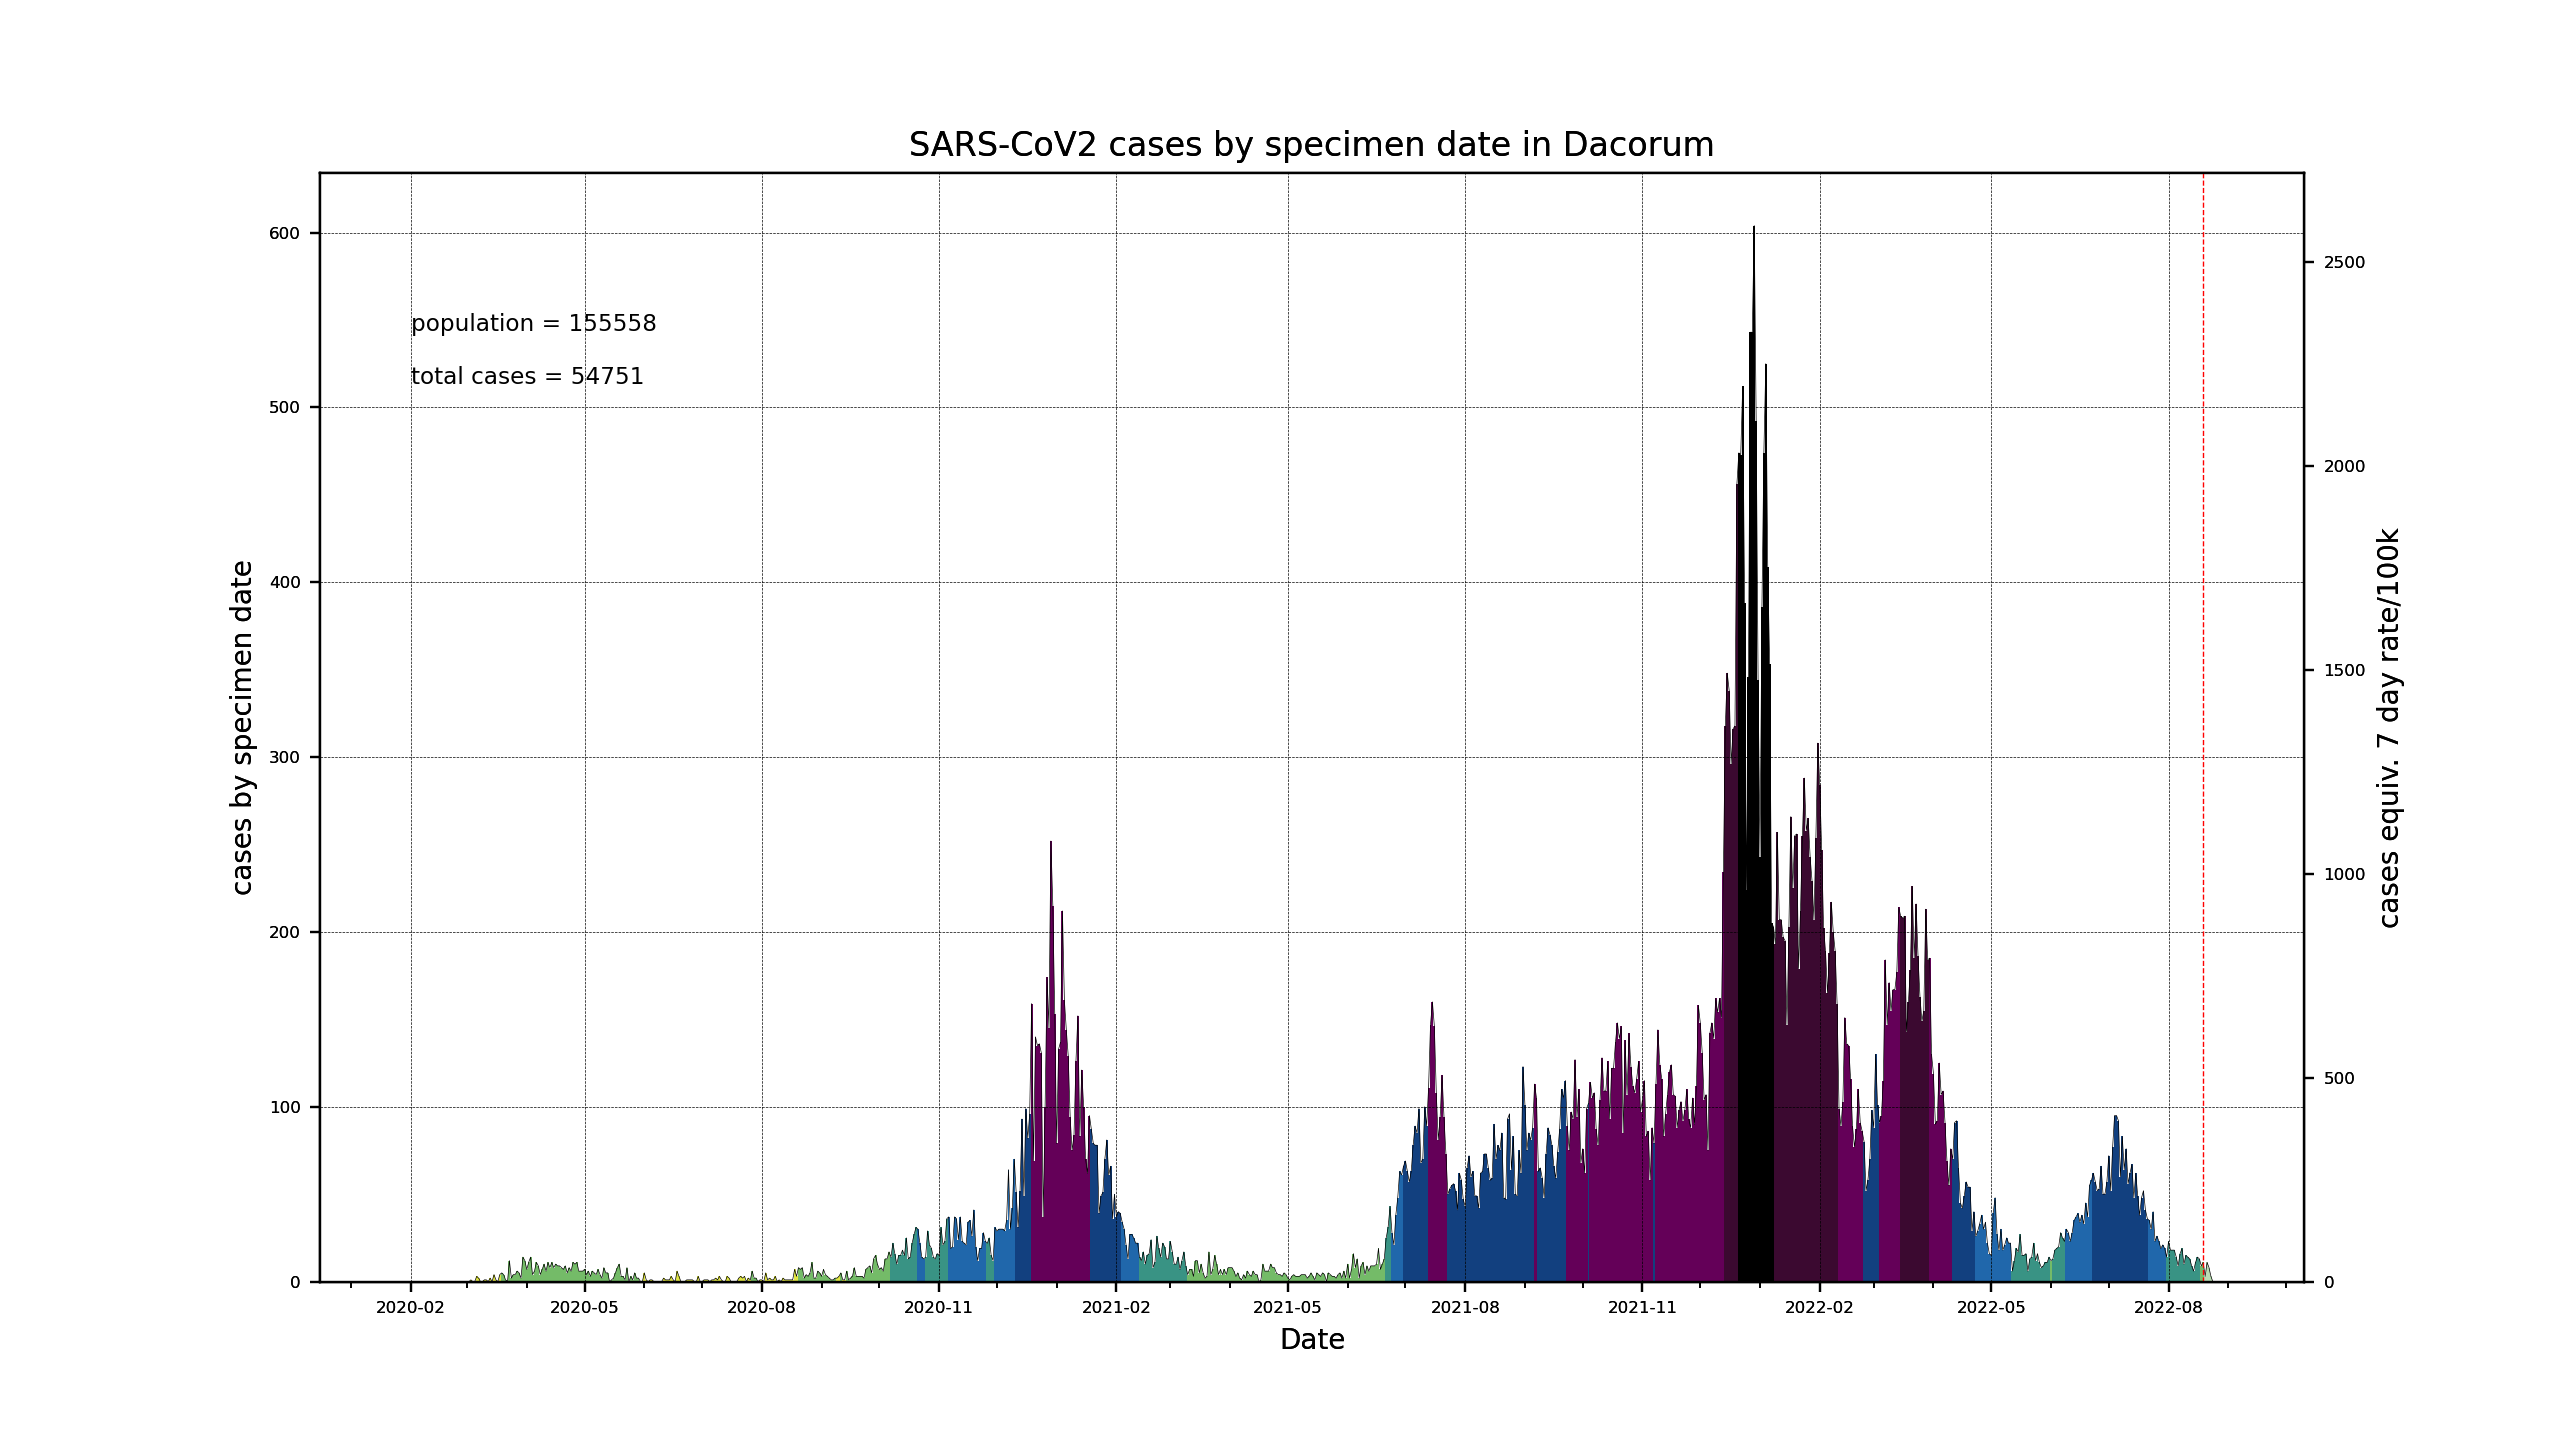 SARS-CoV2 cases by specimen date in Dacorum
population = 155558
total cases = 54751
cases by specimen date
600
500
400
300
200
100
0
2500
2000
1500
1000
500
0
cases equiv. 7 day rate/100k
2020-02 2020-05 2020-08 2020-11 2021-02 2021-05 2021-08 2021-11 2022-02 2022-05 2022-08
Date